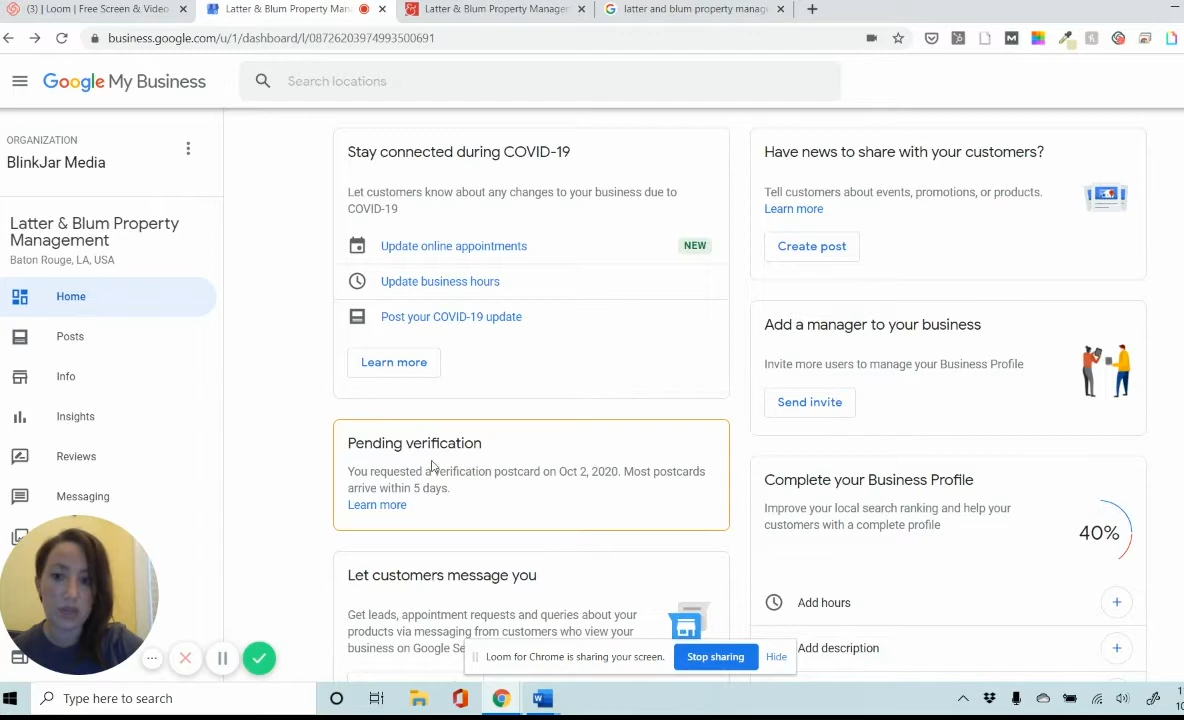 Loom | Free Screen & Video
Latter & Blum Property Man
Latter & Blum Property Manager
latter and blum property manage
business.google.com/u/1/dashboard/l/08726203974993500691
Google My Business
Search locations
ORGANIZATION
BlinkJar Media
Latter & Blum Property
Management
Baton Rouge, LA, USA
Home
Posts
Info
Insights
Reviews
Messaging
Stay connected during COVID-19
Let customers know about any changes to your business due to
COVID-19
Update online appointments
NEW
Update business hours
Post your COVID-19 update
Learn more
Pending verification
You requested a verification postcard on Oct 2, 2020. Most postcards
arrive within 5 days.
Learn more
Let customers message you
Get leads, appointment requests and queries about your
products via messaging from customers who view your
business on Google Se
Have news to share with your customers?
Tell customers about events, promotions, or products.
Learn more
Create post
Add a manager to your business
Invite more users to manage your Business Profile
Send invite
Complete your Business Profile
Improve your local search ranking and help your
customers with a complete profile
40%
Add hours
Add description
Loom for Chrome is sharing your screen.
Stop sharing
Hide
Type here to search